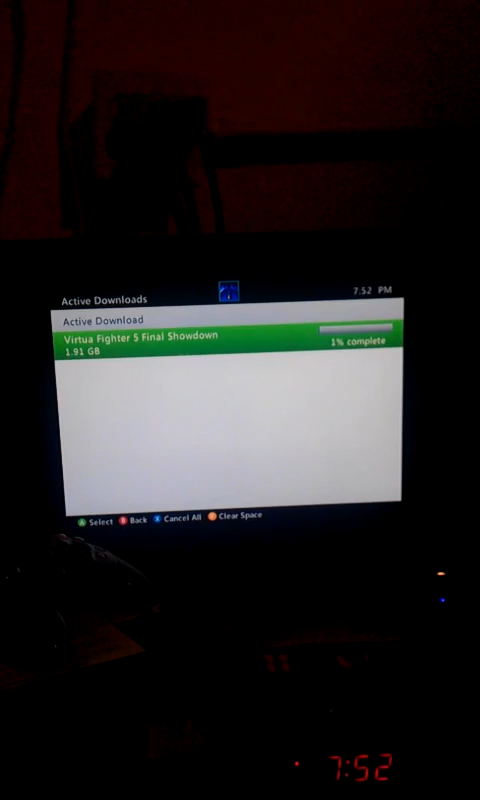 Active Downloads
7.52 PM
Active Download
Virtua Fighter 5 Final Showdown
1.91 GB
1% complete
A Select B Back X Cancel All Y Clear Space
7:52